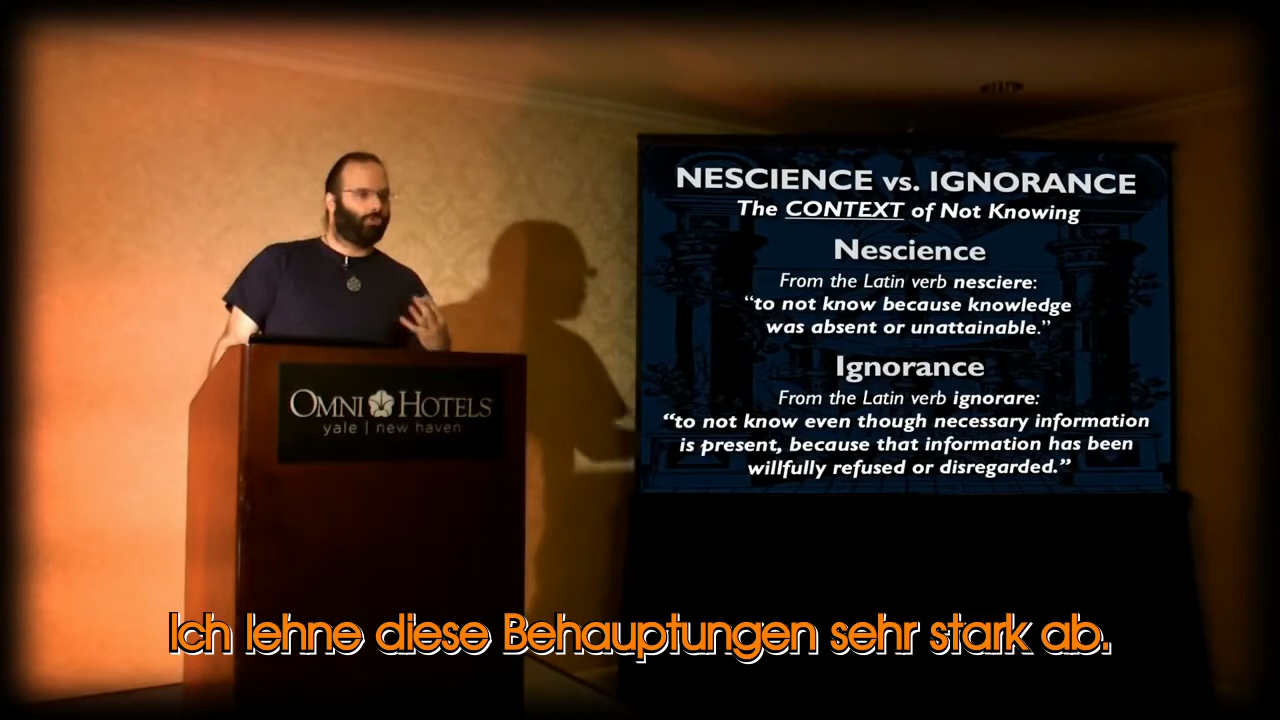 NESCIENCE vs. IGNORANCE
The CONTEXT of Not Knowing
Nescience
From the Latin verb nesciere:
“to not know because knowledge
was absent or unattainable.”
Ignorance
From the Latin verb ignorare:
“to not know even though necessary information
is present, because that information has been
willfully refused or disregarded.”
OMNI HOTELS
yale | new haven
Ich lehne diese Behauptungen sehr stark ab.